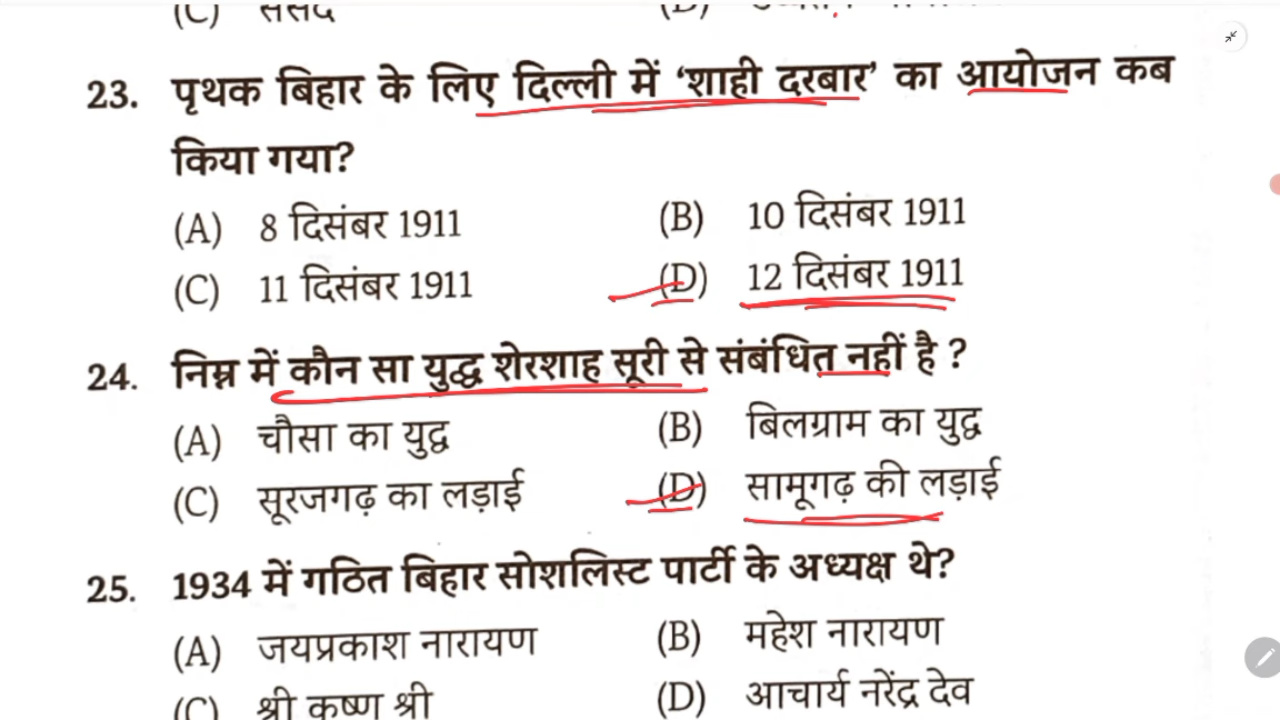 (C) संसद (D)
23. पृथक बिहार के लिए दिल्ली में ‘शाही दरबार’ का आयोजन कब
किया गया?
(A) 8 दिसंबर 1911 (B) 10 दिसंबर 1911
(C) 11 दिसंबर 1911 (D) 12 दिसंबर 1911
24. निम्न में कौन सा युद्ध शेरशाह सूरी से संबंधित नहीं है ?
(A) चौसा का युद्ध (B) बिलग्राम का युद्ध
(C) सूरजगढ़ का लड़ाई (D) सामूगढ़ की लड़ाई
25. 1934 में गठित बिहार सोशलिस्ट पार्टी के अध्यक्ष थे?
(A) जयप्रकाश नारायण (B) महेश नारायण
(C) श्री कृष्ण श्री (D) आचार्य नरेंद्र देव